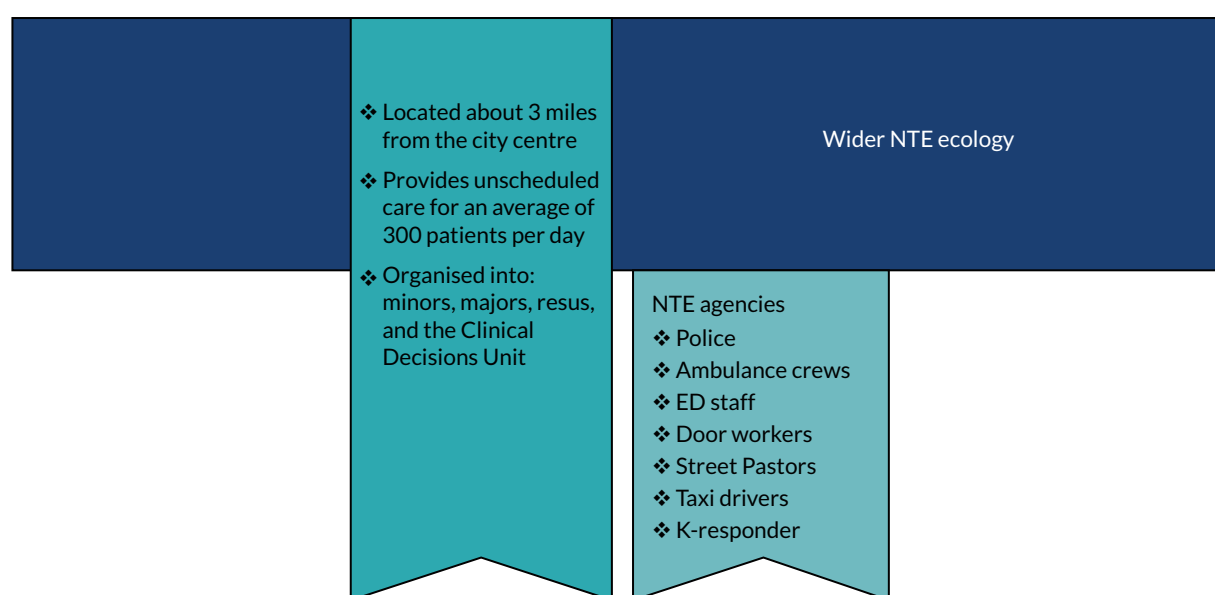 ❖ Located about 3 miles
from the city centre
❖ Provides unscheduled
care for an average of
300 patients per day
❖ Organised into:
minors, majors, resus,
and the Clinical
Decisions Unit
Wider NTE ecology
NTE agencies
❖ Police
❖ Ambulance crews
❖ ED staff
❖ Door workers
❖ Street Pastors
❖ Taxi drivers
❖ K-responder